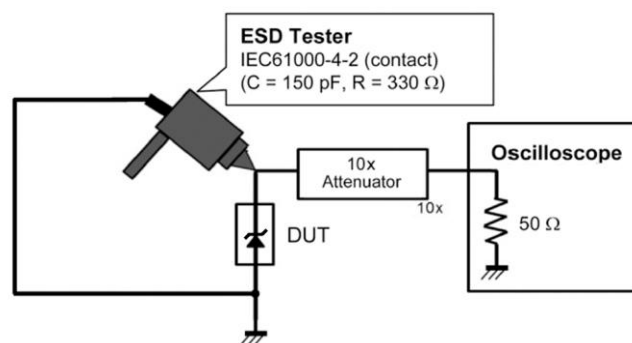 ESD Tester
IEC61000-4-2 (contact)
(C = 150 pF, R = 330 Ω)
10x
Attenuator
10x
Oscilloscope
50 Ω
DUT